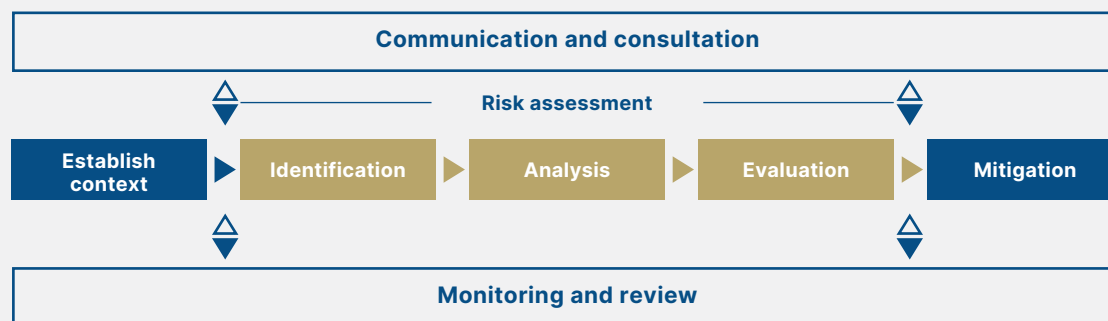 Communication and consultation
Risk assessment
Establish
context
Identification
Analysis
Evaluation
Mitigation
Monitoring and review